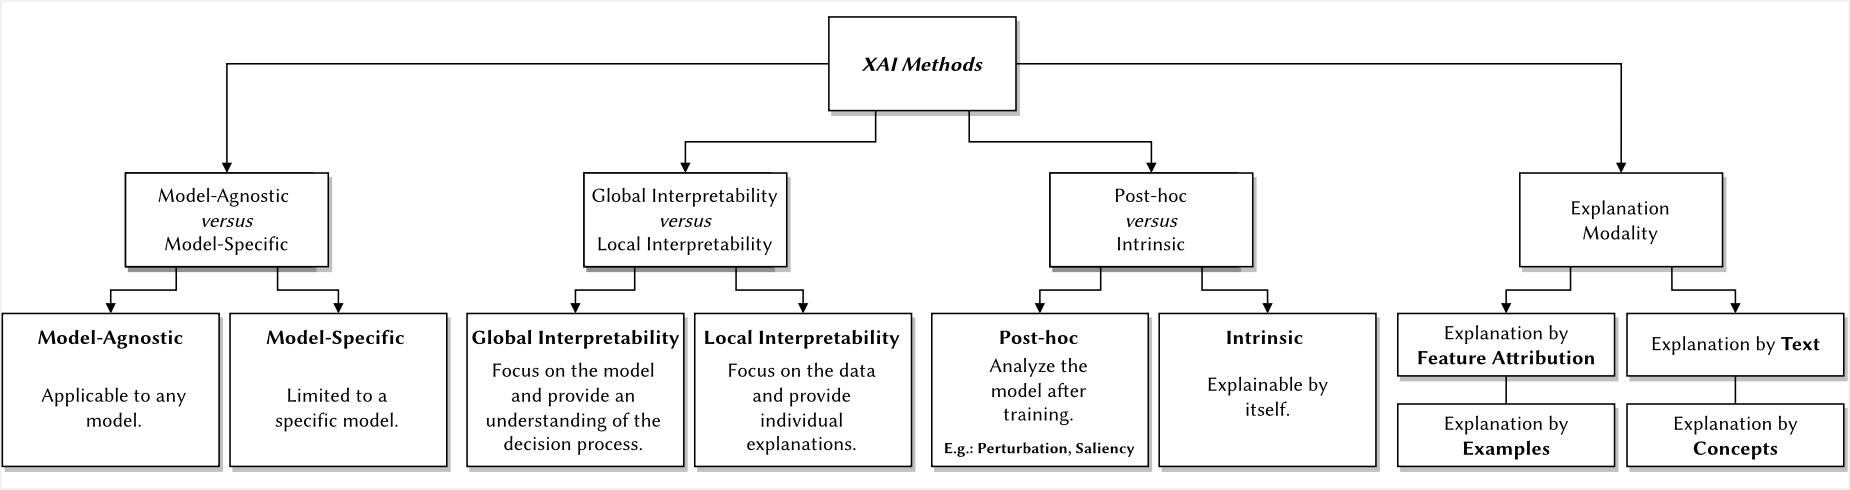 XAI Methods
Model-Agnostic
versus
Model-Specific
Global Interpretability
versus
Local Interpretability
Post-hoc
versus
Intrinsic
Explanation
Modality
Model-Agnostic
Applicable to any
model.
Model-Specific
Limited to a
specific model.
Global Interpretability
Focus on the model
and provide an
understanding of the
decision process.
Local Interpretability
Focus on the data
and provide
individual
explanations.
Post-hoc
Analyze the
model after
training.
E.g.: Perturbation, Saliency
Intrinsic
Explainable by
itself.
Explanation by
Feature Attribution
Explanation by Text
Explanation by
Examples
Explanation by
Concepts